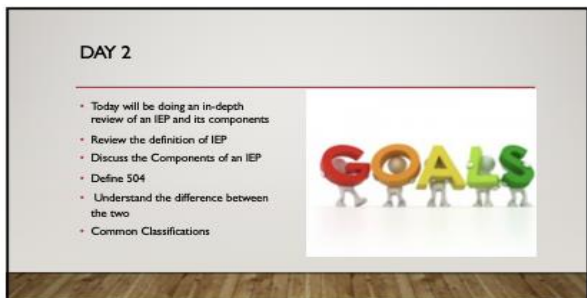 DAY 2
• Today will be doing an in-depth
review of an IEP and its components
• Review the definition of IEP
• Discuss the Components of an IEP
• Define 504
• Understand the difference between
the two
• Common Classifications
GOALS